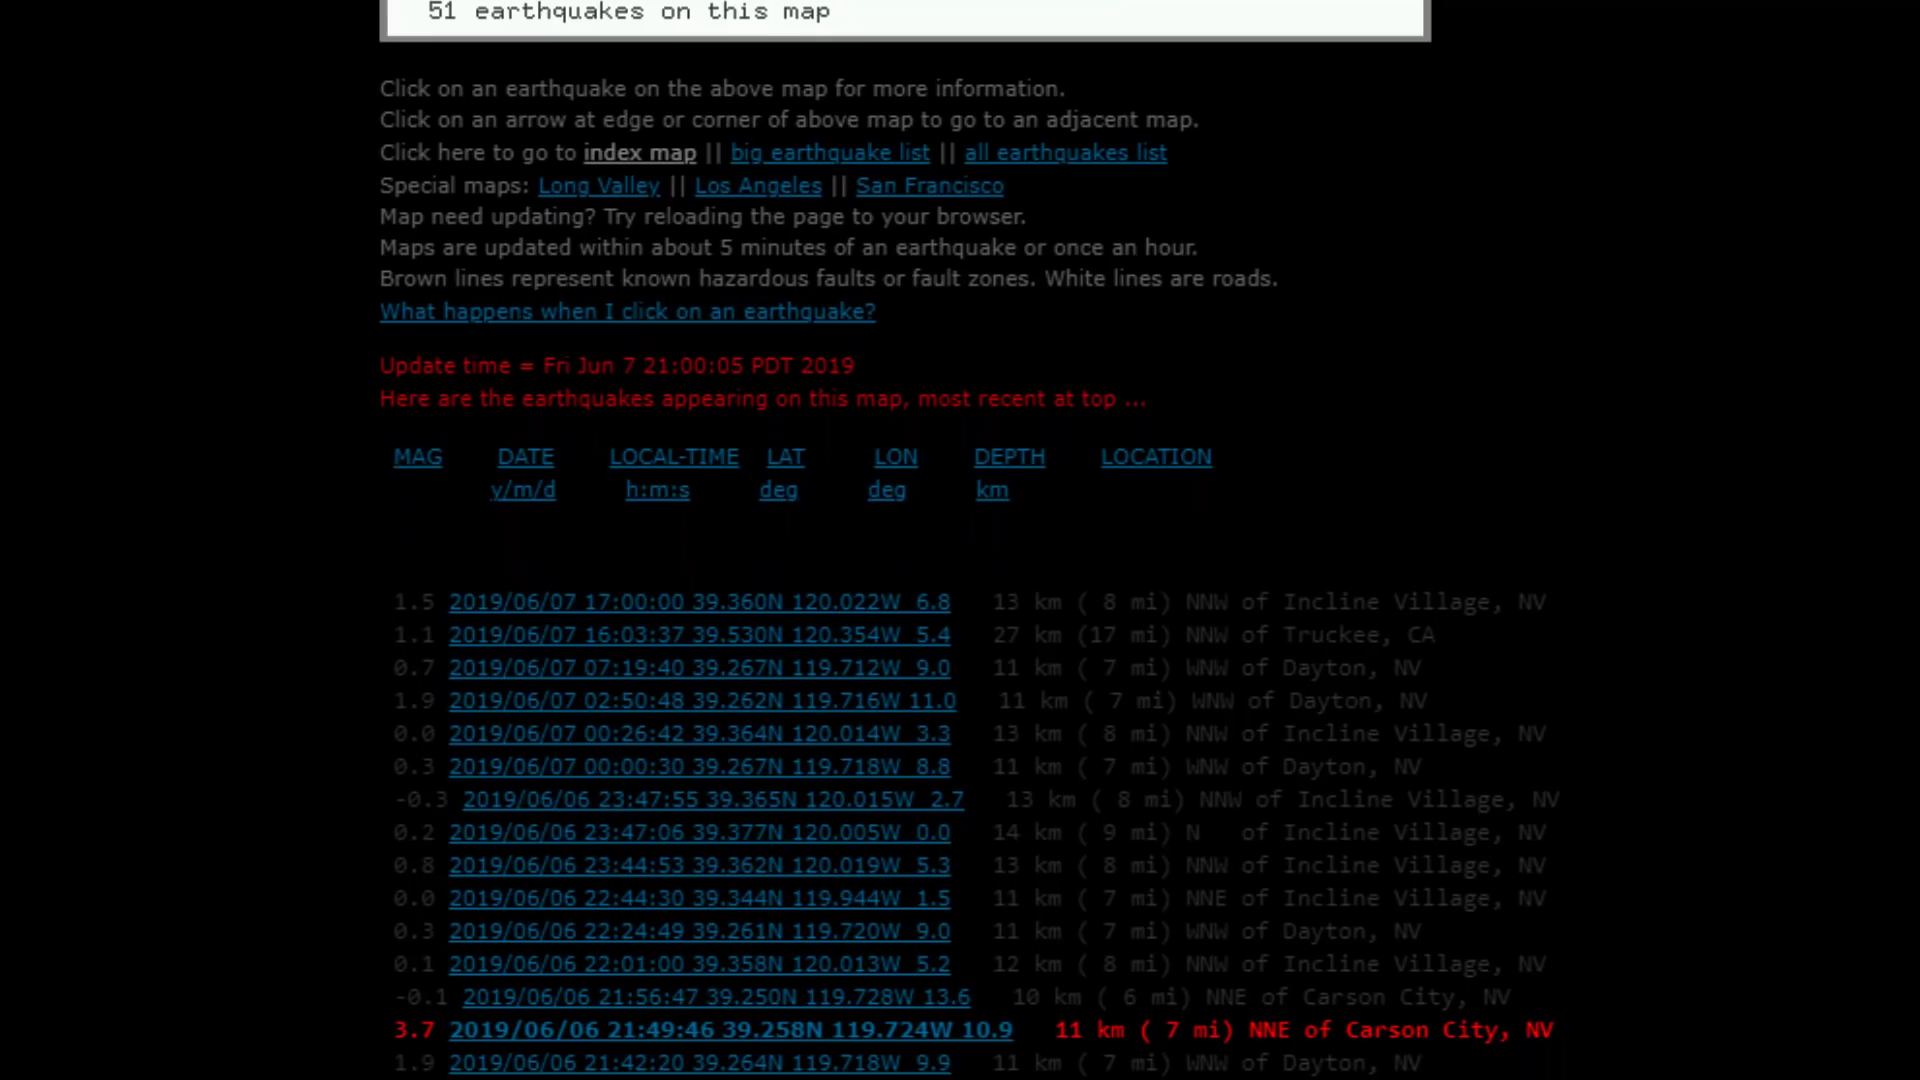 51 earthquakes on this map
Click on an earthquake on the above map for more information.
Click on an arrow at edge or corner of above map to go to an adjacent map.
Click here to go to index map || big earthquake list || all earthquakes list
Special maps: Long Valley || Los Angeles || San Francisco
Map need updating? Try reloading the page to your browser.
Maps are updated within about 5 minutes of an earthquake or once an hour.
Brown lines represent known hazardous faults or fault zones. White lines are roads.
What happens when I click on an earthquake?
Update time = Fri Jun 7 21:00:05 PDT 2019
Here are the earthquakes appearing on this map, most recent at top ...
MAG DATE LOCAL-TIME LAT LON DEPTH LOCATION
y/m/d h:m:s deg deg km
1.5 2019/06/07 17:00:00 39.360N 120.022W 6.8 13 km ( 8 mi) NNW of Incline Village, NV
1.1 2019/06/07 16:03:37 39.530N 120.354W 5.4 27 km (17 mi) NNW of Truckee, CA
0.7 2019/06/07 07:19:40 39.267N 119.712W 9.0 11 km ( 7 mi) WNW of Dayton, NV
1.9 2019/06/07 02:50:48 39.262N 119.716W 11.0 11 km ( 7 mi) WNW of Dayton, NV
0.0 2019/06/07 00:26:42 39.364N 120.014W 3.3 13 km ( 8 mi) NNW of Incline Village, NV
0.3 2019/06/07 00:00:30 39.267N 119.718W 8.8 11 km ( 7 mi) WNW of Dayton, NV
-0.3 2019/06/06 23:47:55 39.365N 120.015W 2.7 13 km ( 8 mi) NNW of Incline Village, NV
0.2 2019/06/06 23:47:06 39.377N 120.005W 0.0 14 km ( 9 mi) N of Incline Village, NV
0.8 2019/06/06 23:44:53 39.362N 120.019W 5.3 13 km ( 8 mi) NNW of Incline Village, NV
0.0 2019/06/06 22:44:30 39.344N 119.944W 1.5 11 km ( 7 mi) NNE of Incline Village, NV
0.3 2019/06/06 22:24:49 39.261N 119.720W 9.0 11 km ( 7 mi) WNW of Dayton, NV
0.1 2019/06/06 22:01:00 39.358N 120.013W 5.2 12 km ( 8 mi) NNW of Incline Village, NV
-0.1 2019/06/06 21:56:47 39.250N 119.728W 13.6 10 km ( 6 mi) NNE of Carson City, NV
3.7 2019/06/06 21:49:46 39.258N 119.724W 10.9 11 km ( 7 mi) NNE of Carson City, NV
1.9 2019/06/06 21:42:20 39.264N 119.718W 9.9 11 km ( 7 mi) WNW of Dayton, NV